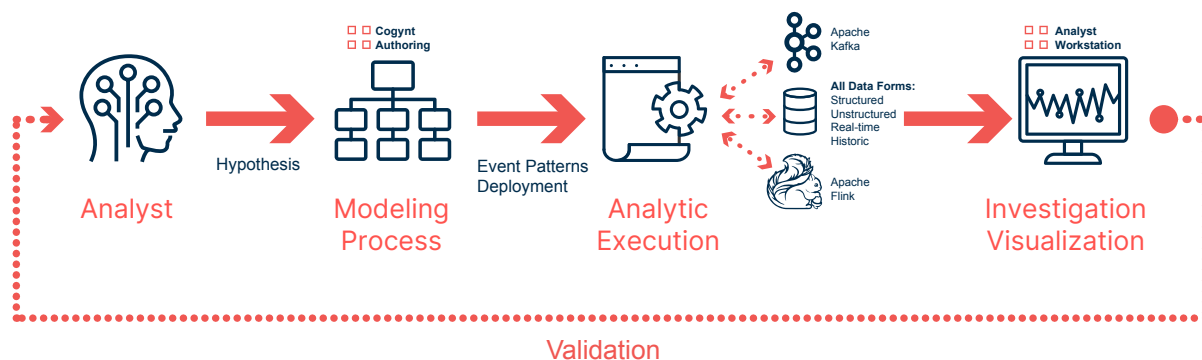 Cogynt
Authoring
Apache
Kafka
All Data Forms:
Structured
Unstructured
Real-time
Historic
Apache
Flink
Analyst
Workstation
Hypothesis
Event Patterns
Deployment
Analyst
Modeling
Process
Analytic
Execution
Investigation
Visualization
Validation